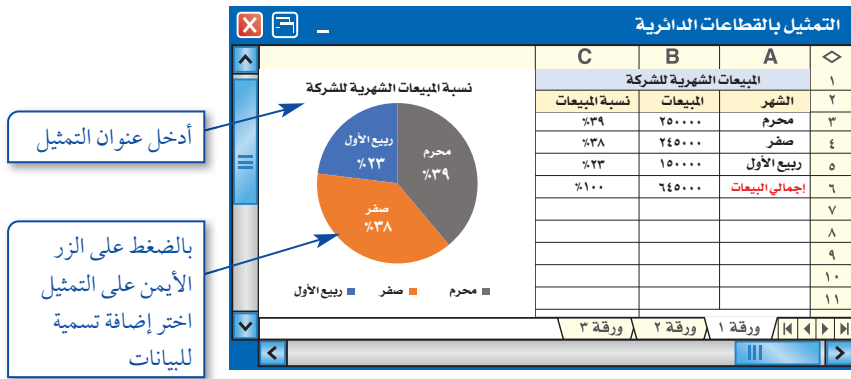 التمثيل بالقطاعات الدائرية
A B C
١ المبيعات الشهرية للشركة
٢ الشهر المبيعات نسبة المبيعات
٣ محرم ٢٥٠٠٠٠ ٣٩٪
٤ صفر ٢٤٥٠٠٠ ٣٨٪
٥ ربيع الأول ١٥٠٠٠٠ ٢٣٪
٦ إجمالي البيعات ٦٤٥٠٠٠ ١٠٠٪
٧
٨
٩
١٠
١١
ورقة ١ ورقة ٢ ورقة ٣
نسبة المبيعات الشهرية للشركة
محرم
٣٩٪
ربيع الأول
٢٣٪
صفر
٣٨٪
محرم صفر ربيع الأول
أدخل عنوان التمثيل
بالضغط على الزر
الأيمن على التمثيل
اختر إضافة تسمية
للبيانات